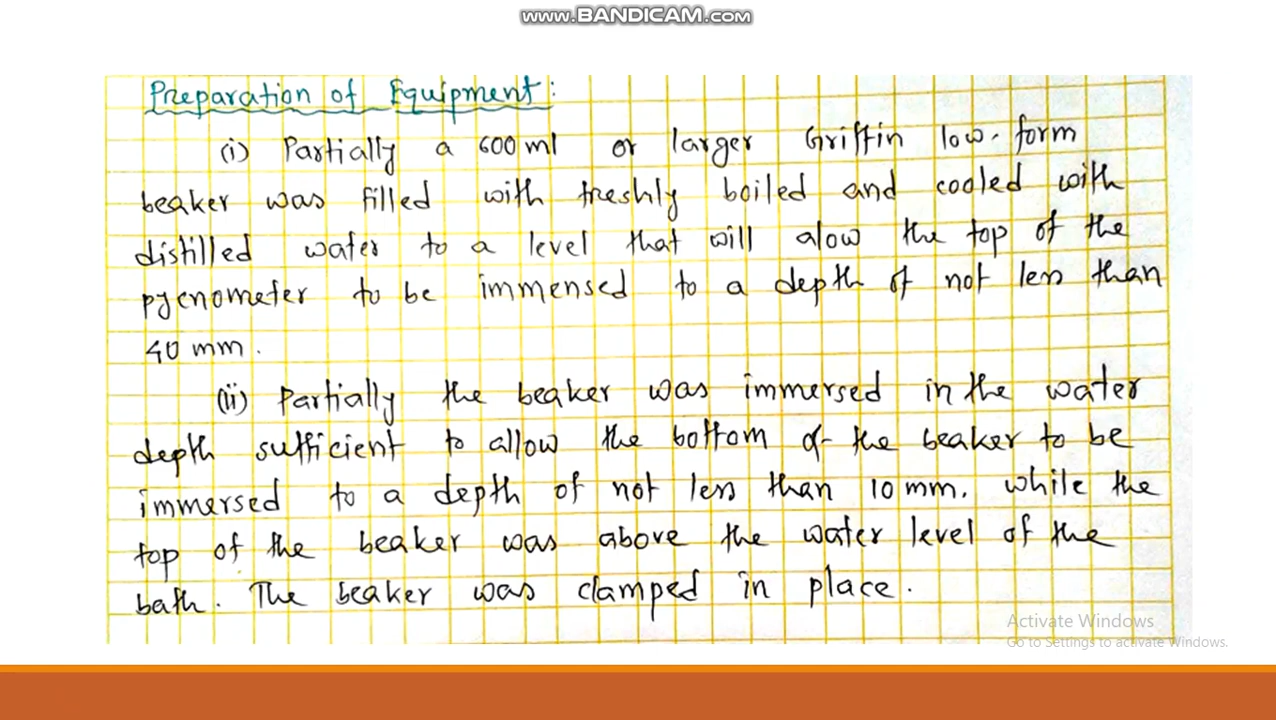 www.BANDICAM.com
Preparation of Equipment:
(i) Partially a 600 ml or larger Griffin low-form
beaker was filled with freshly boiled and cooled with
distilled water to a level that will alow the top of the
pycnometer to be immensed to a depth of not less than
40 mm.
(ii) Partially the beaker was immersed in the water
depth sufficient to allow the bottom of the beaker to be
immersed to a depth of not less than 10 mm. while the
top of the beaker was above the water level of the
bath. The beaker was clamped in place.
Activate Windows
Go to Settings to activate Windows.